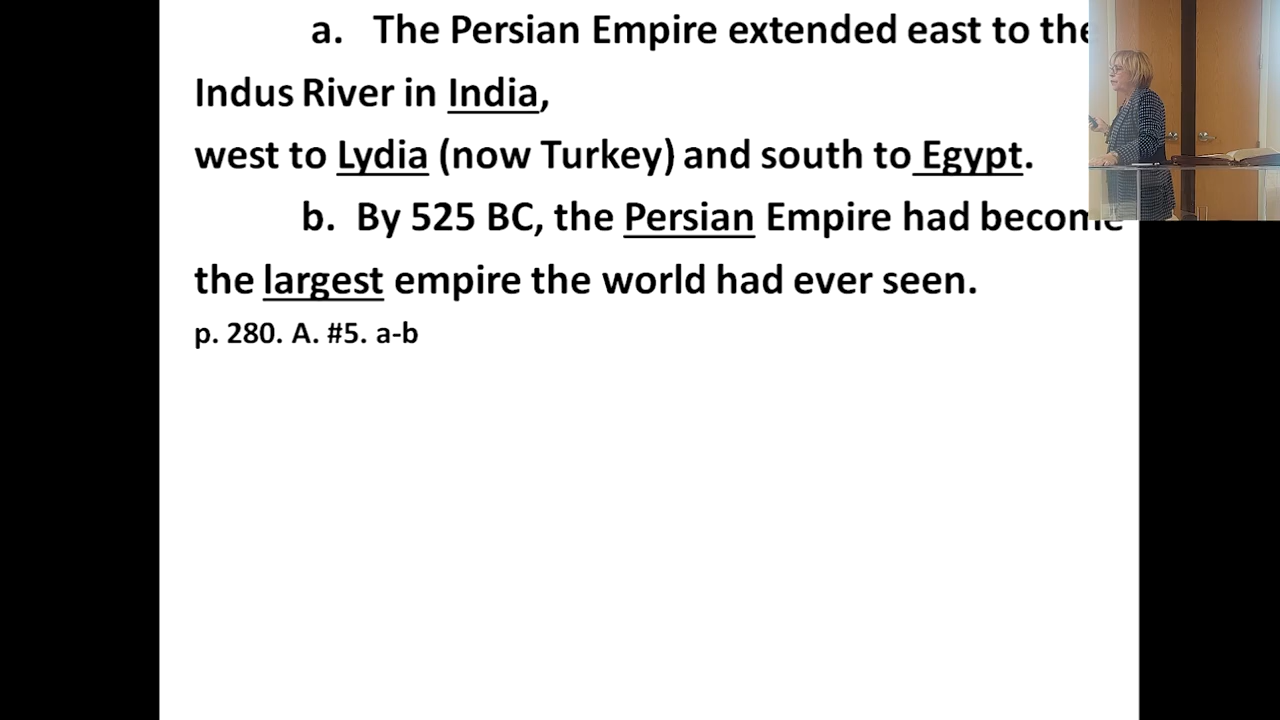 a. The Persian Empire extended east to the
Indus River in India,
west to Lydia (now Turkey) and south to Egypt.
b. By 525 BC, the Persian Empire had become
the largest empire the world had ever seen.
p. 280. A. #5. a-b